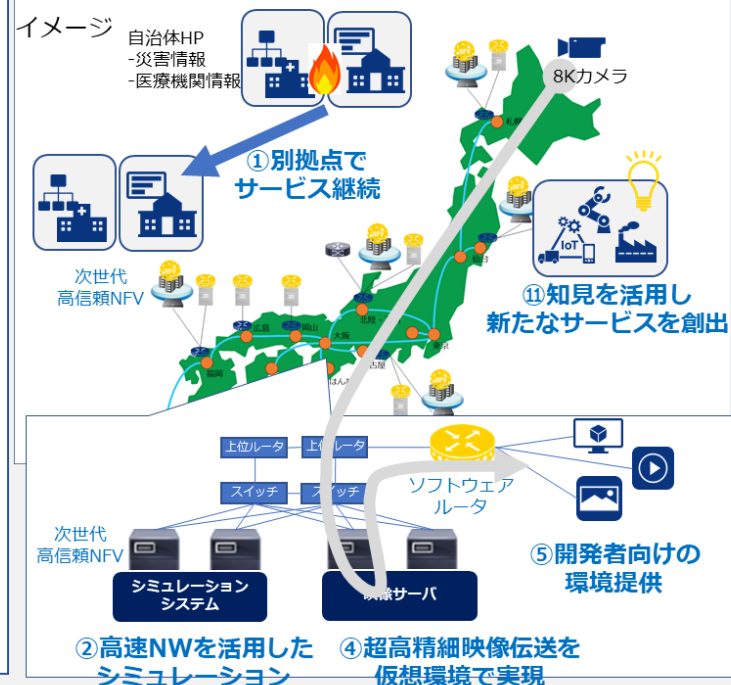 イメージ
自治体HP
-災害情報
-医療機関情報
8Kカメラ
札幌
①別拠点で
サービス継続
IoT
仙台
次世代
高信頼NFV
⑪知見を活用し
新たなサービスを創出
北陸・
広島
岡山
大阪
東京
福岡
上位ルータ
上位ルータ
スイッチ
スイッチ
ソフトウェア
ルータ
次世代
高信頼NFV
シミュレーション
システム
映像サーバ
⑤開発者向けの
環境提供
②高速NWを活用した
シミュレーション
④超高精細映像伝送を
仮想環境で実現